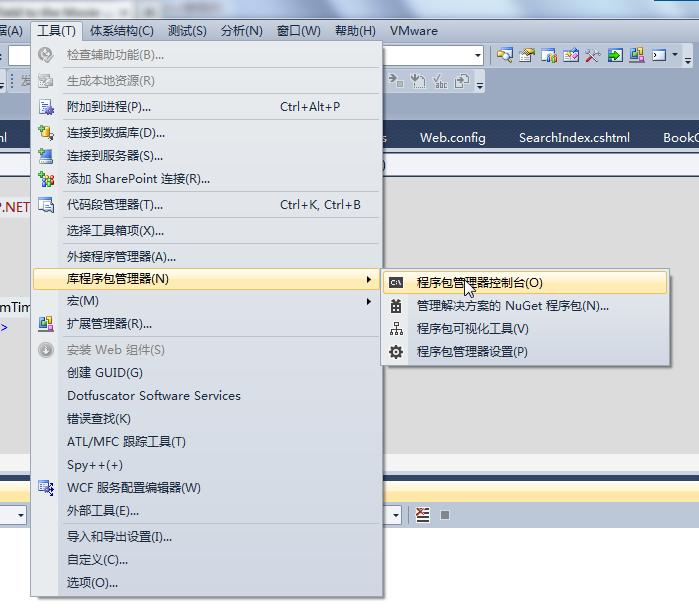 据(A) 工具(T) 体系结构(C) 测试(S) 分析(N) 窗口(W) 帮助(H) VMware
检查辅助功能(B)...
生成本地资源(R)
附加到进程(P)... Ctrl+Alt+P
连接到数据库(D)...
连接到服务器(S)...
添加 SharePoint 连接(R)...
代码段管理器(T)... Ctrl+K, Ctrl+B
选择工具箱项(X)...
外接程序管理器(A)...
库程序包管理器(N)
宏(M)
扩展管理器(R)...
安装 Web 组件(S)
创建 GUID(G)
Dotfuscator Software Services
错误查找(K)
ATL/MFC 跟踪工具(T)
Spy++(+)
WCF 服务配置编辑器(W)
外部工具(E)...
导入和导出设置(I)...
自定义(C)...
选项(O)...
程序包管理器控制台(O)
管理解决方案的 NuGet 程序包(N)...
程序包可视化工具(V)
程序包管理器设置(P)
Web.config SearchIndex.cshtml BookC
P.NET
mTim
>